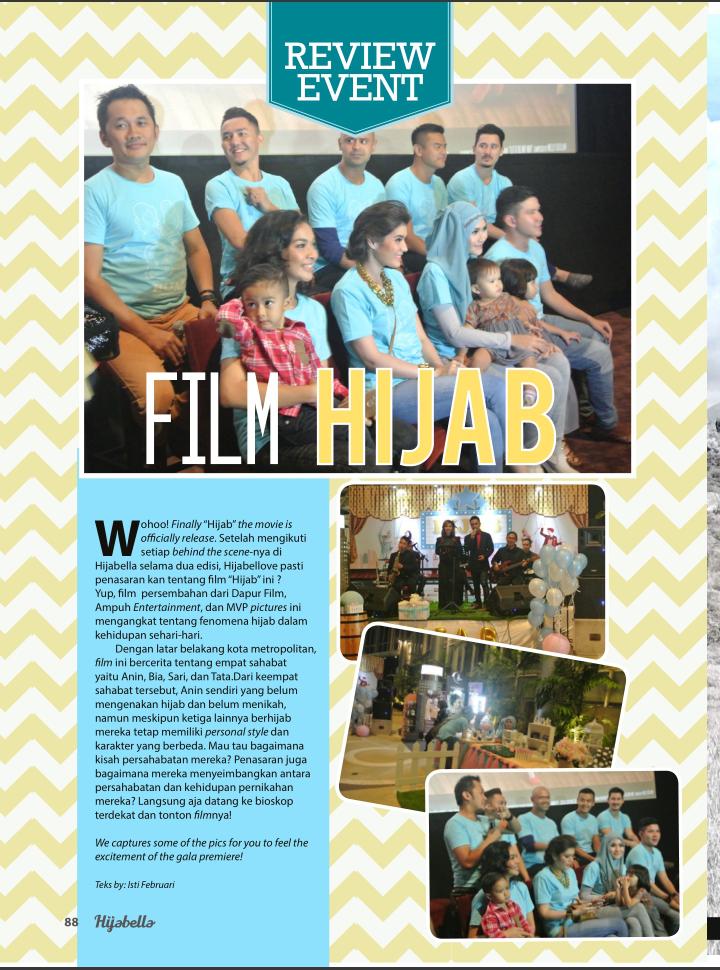 REVIEW
EVENT
FILM HIJAB
Wohoo! Finally “Hijab” the movie is
officially release. Setelah mengikuti
setiap behind the scene-nya di
Hijabella selama dua edisi, Hijabellove pasti
penasaran kan tentang film “Hijab” ini ?
Yup, film persembahan dari Dapur Film,
Ampuh Entertainment, dan MVP pictures ini
mengangkat tentang fenomena hijab dalam
kehidupan sehari-hari.
Dengan latar belakang kota metropolitan,
film ini bercerita tentang empat sahabat
yaitu Anin, Bia, Sari, dan Tata.Dari keempat
sahabat tersebut, Anin sendiri yang belum
mengenakan hijab dan belum menikah,
namun meskipun ketiga lainnya berhijab
mereka tetap memiliki personal style dan
karakter yang berbeda. Mau tau bagaimana
kisah persahabatan mereka? Penasaran juga
bagaimana mereka menyeimbangkan antara
persahabatan dan kehidupan pernikahan
mereka? Langsung aja datang ke bioskop
terdekat dan tonton filmnya!
We captures some of the pics for you to feel the
excitement of the gala premiere!
Teks by: Isti Februari
88 Hijabella